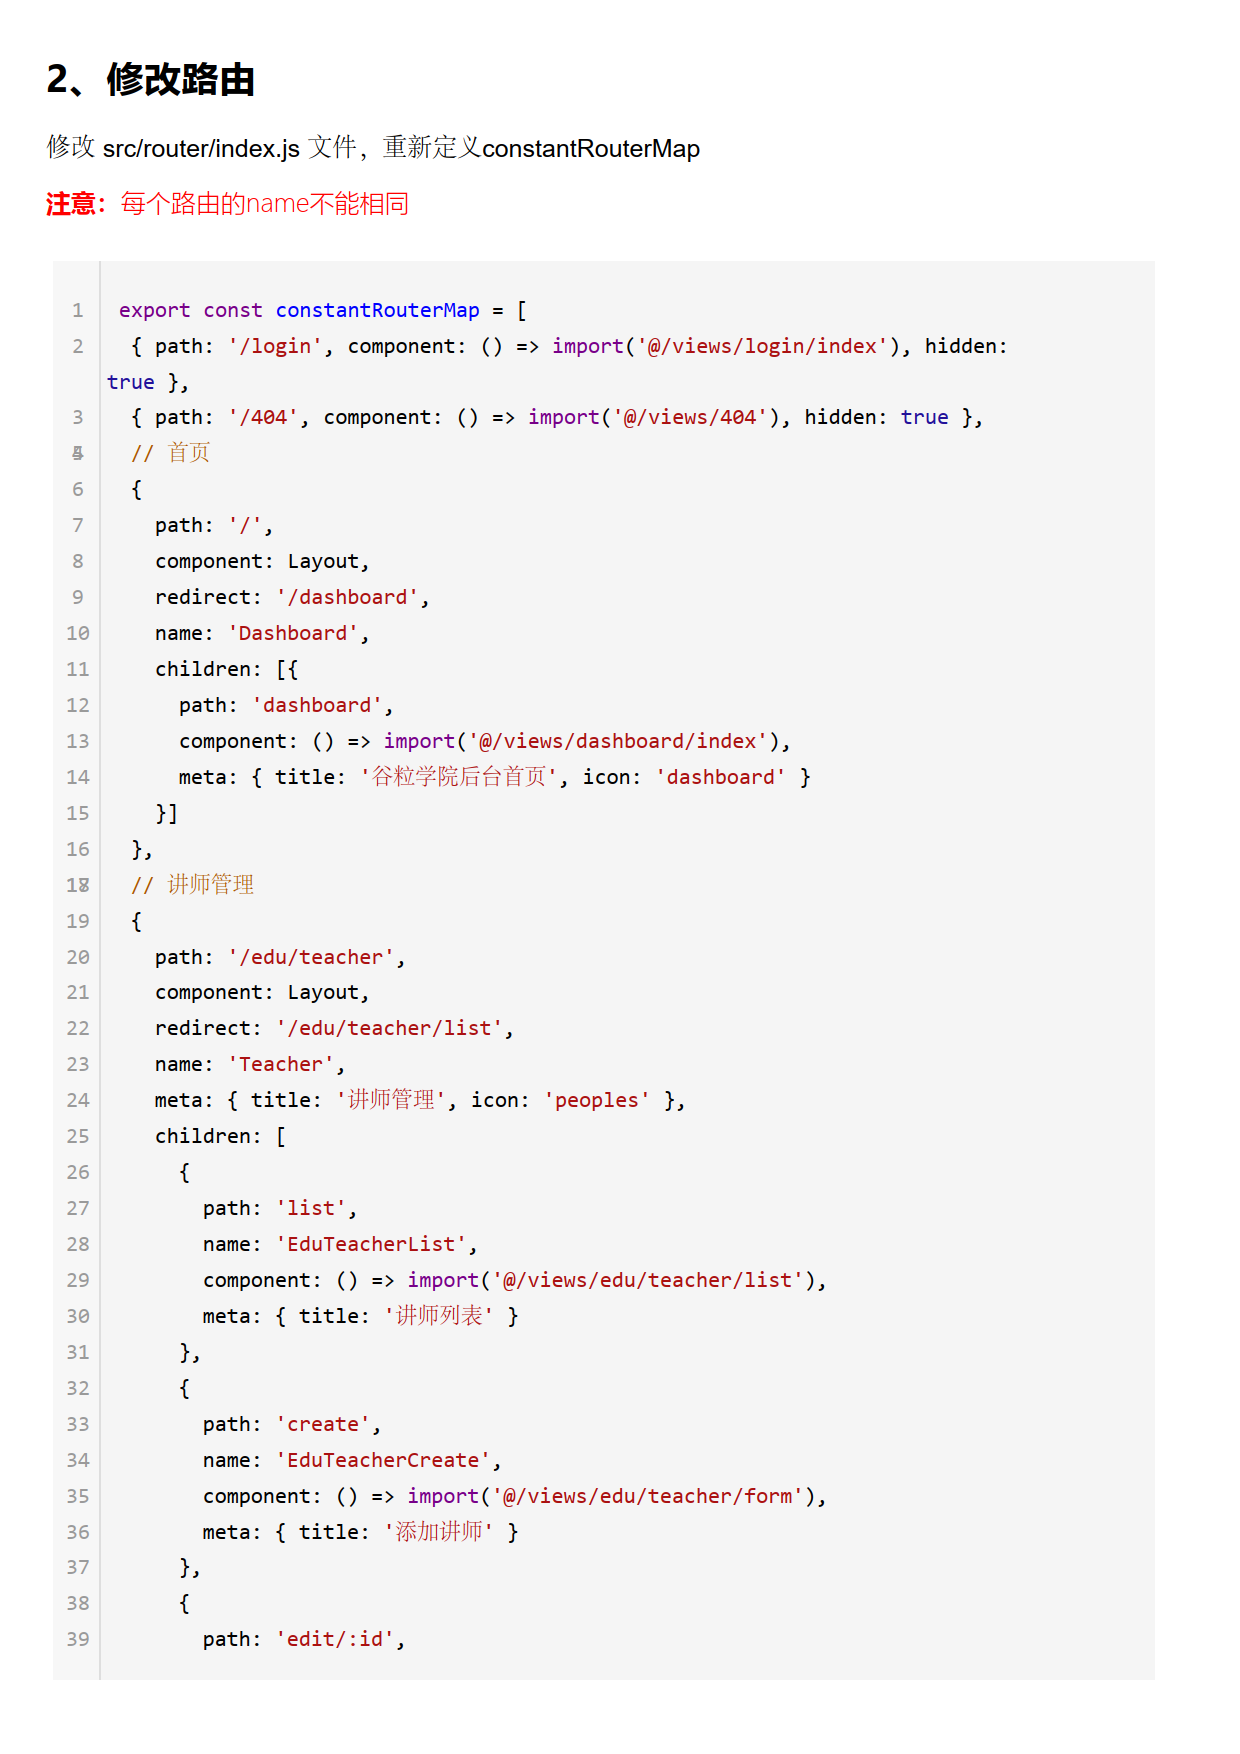 2、修改路由
修改 src/router/index.js 文件，重新定义constantRouterMap
注意：每个路由的name不能相同
1 export const constantRouterMap = [
2 { path: '/login', component: () => import('@/views/login/index'), hidden:
true },
3 { path: '/404', component: () => import('@/views/404'), hidden: true },
4
5 // 首页
6 {
7 path: '/',
8 component: Layout,
9 redirect: '/dashboard',
10 name: 'Dashboard',
11 children: [{
12 path: 'dashboard',
13 component: () => import('@/views/dashboard/index'),
14 meta: { title: '谷粒学院后台首页', icon: 'dashboard' }
15 }]
16 },
17
18 // 讲师管理
19 {
20 path: '/edu/teacher',
21 component: Layout,
22 redirect: '/edu/teacher/list',
23 name: 'Teacher',
24 meta: { title: '讲师管理', icon: 'peoples' },
25 children: [
26 {
27 path: 'list',
28 name: 'EduTeacherList',
29 component: () => import('@/views/edu/teacher/list'),
30 meta: { title: '讲师列表' }
31 },
32 {
33 path: 'create',
34 name: 'EduTeacherCreate',
35 component: () => import('@/views/edu/teacher/form'),
36 meta: { title: '添加讲师' }
37 },
38 {
39 path: 'edit/:id',